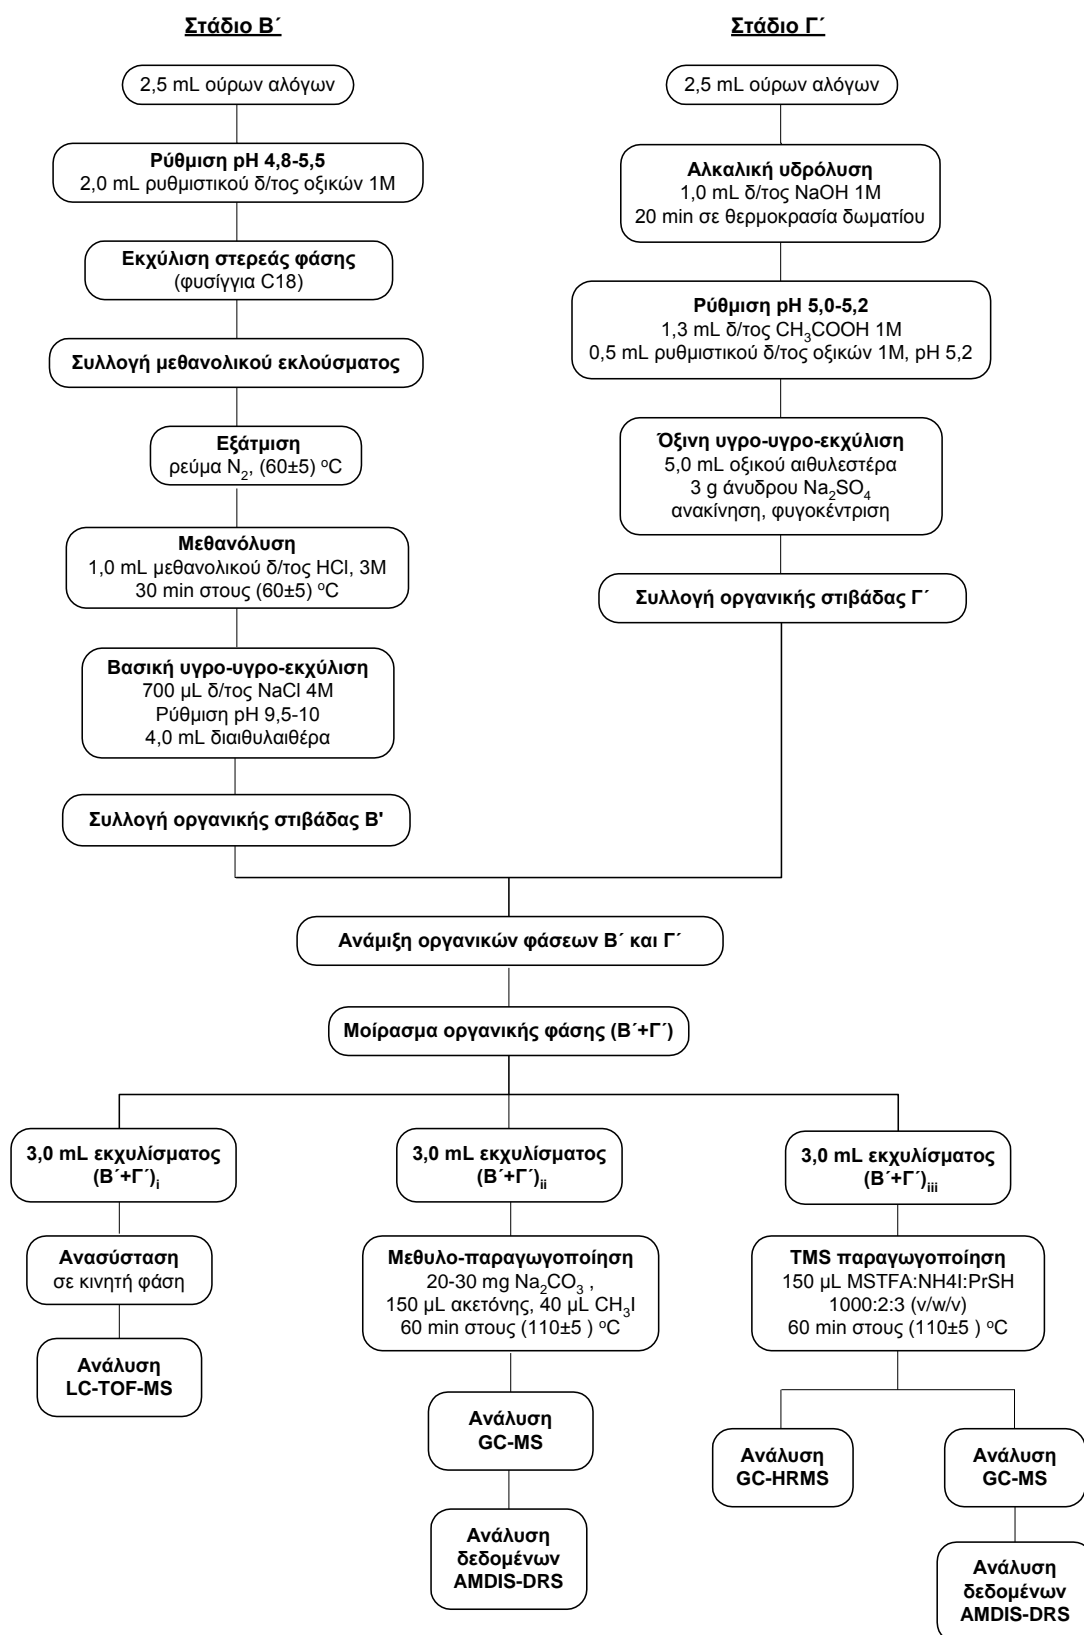 Στάδιο Β´
2,5 mL ούρων αλόγων
Ρύθμιση pH 4,8-5,5
2,0 mL ρυθμιστικού δ/τος οξικών 1Μ
Εκχύλιση στερεάς φάσης
(φυσίγγια C18)
Συλλογή μεθανολικού εκλούσματος
Εξάτμιση
ρεύμα N2, (60±5) οC
Μεθανόλυση
1,0 mL μεθανολικού δ/τος HCl, 3M
30 min στους (60±5) οC
Βασική υγρο-υγρο-εκχύλιση
700 μL δ/τος NaCl 4M
Ρύθμιση pH 9,5-10
4,0 mL διαιθυλαιθέρα
Συλλογή οργανικής στιβάδας Β'
Στάδιο Γ´
2,5 mL ούρων αλόγων
Αλκαλική υδρόλυση
1,0 mL δ/τος NaOH 1M
20 min σε θερμοκρασία δωματίου
Ρύθμιση pH 5,0-5,2
1,3 mL δ/τος CH3COOH 1M
0,5 mL ρυθμιστικού δ/τος οξικών 1Μ, pH 5,2
Όξινη υγρο-υγρο-εκχύλιση
5,0 mL οξικού αιθυλεστέρα
3 g άνυδρου Na2SO4
ανακίνηση, φυγοκέντριση
Συλλογή οργανικής στιβάδας Γ´
Ανάμιξη οργανικών φάσεων Β´ και Γ´
Μοίρασμα οργανικής φάσης (Β´+Γ´)
3,0 mL εκχυλίσματος
(Β´+Γ´)i
Ανασύσταση
σε κινητή φάση
Ανάλυση
LC-TOF-MS
3,0 mL εκχυλίσματος
(Β´+Γ´)ii
Μεθυλο-παραγωγοποίηση
20-30 mg Na2CO3 ,
150 μL ακετόνης, 40 μL CH3I
60 min στους (110±5 ) οC
Ανάλυση
GC-MS
Ανάλυση
δεδομένων
AMDIS-DRS
3,0 mL εκχυλίσματος
(Β´+Γ´)iii
TMS παραγωγοποίηση
150 μL MSTFA:NH4I:PrSH
1000:2:3 (v/w/v)
60 min στους (110±5 ) οC
Ανάλυση
GC-HRMS
Ανάλυση
GC-MS
Ανάλυση
δεδομένων
AMDIS-DRS